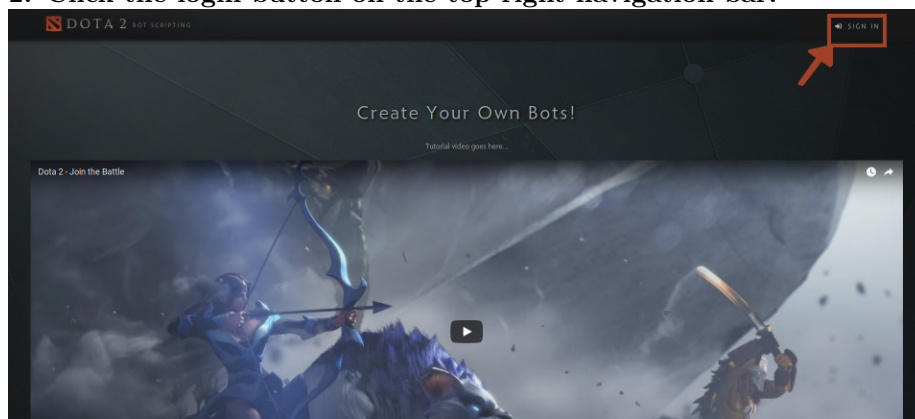 2. Click the login button on the top right navigation bar.
DOTA 2 BOT SCRIPTING
SIGN IN
Create Your Own Bots!
Tutorial video goes here...
Dota 2 - Join the Battle